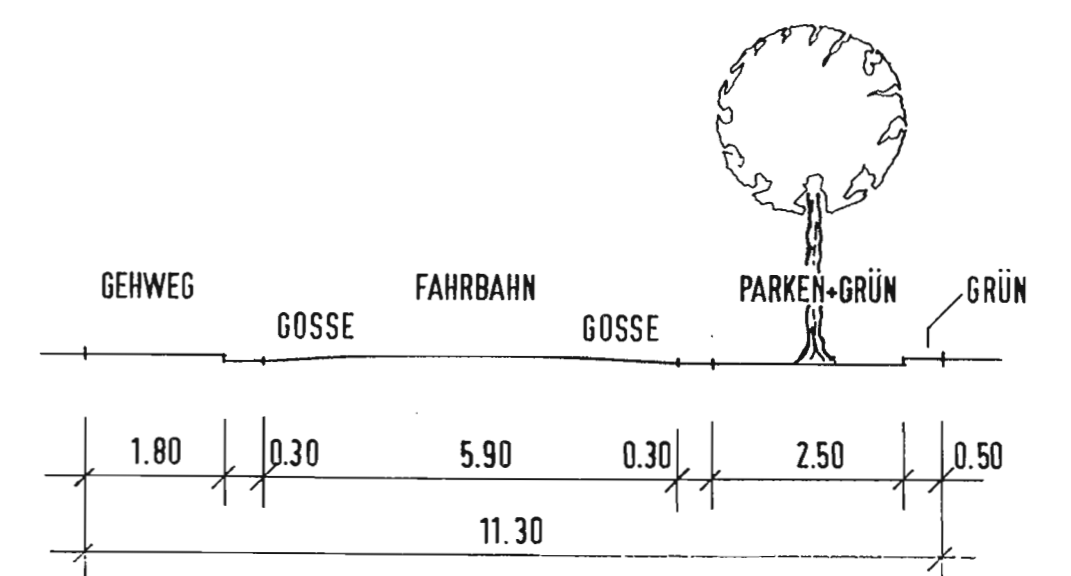 GEHWEG FAHRBAHN PARKEN+GRÜN GRÜN
GOSSE GOSSE
1.80 0.30 5.90 0.30 2.50 0.50
11.30